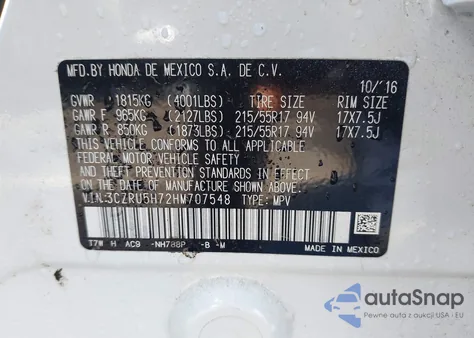 MFD.BY HONDA DE MEXICO S.A. DE C.V.
10/'16
GVWR 1815KG (4001LBS) TIRE SIZE RIM SIZE
GAWR F 965KG (2127LBS) 215/55R17 94V 17X7.5J
GAWR R 850KG (1873LBS) 215/55R17 94V 17X7.5J
THIS VEHICLE CONFORMS TO ALL APPLICABLE
FEDERAL MOTOR VEHICLE SAFETY
AND THEFT PREVENTION STANDARDS IN EFFECT
ON THE DATE OF MANUFACTURE SHOWN ABOVE.
V.I.N.3CZRU5H72HM707548 TYPE: MPV
T7W H AC9 -NH788P -B -M
MADE IN MEXICO
autoSnap
Pewne auta z dostawą USA - EU